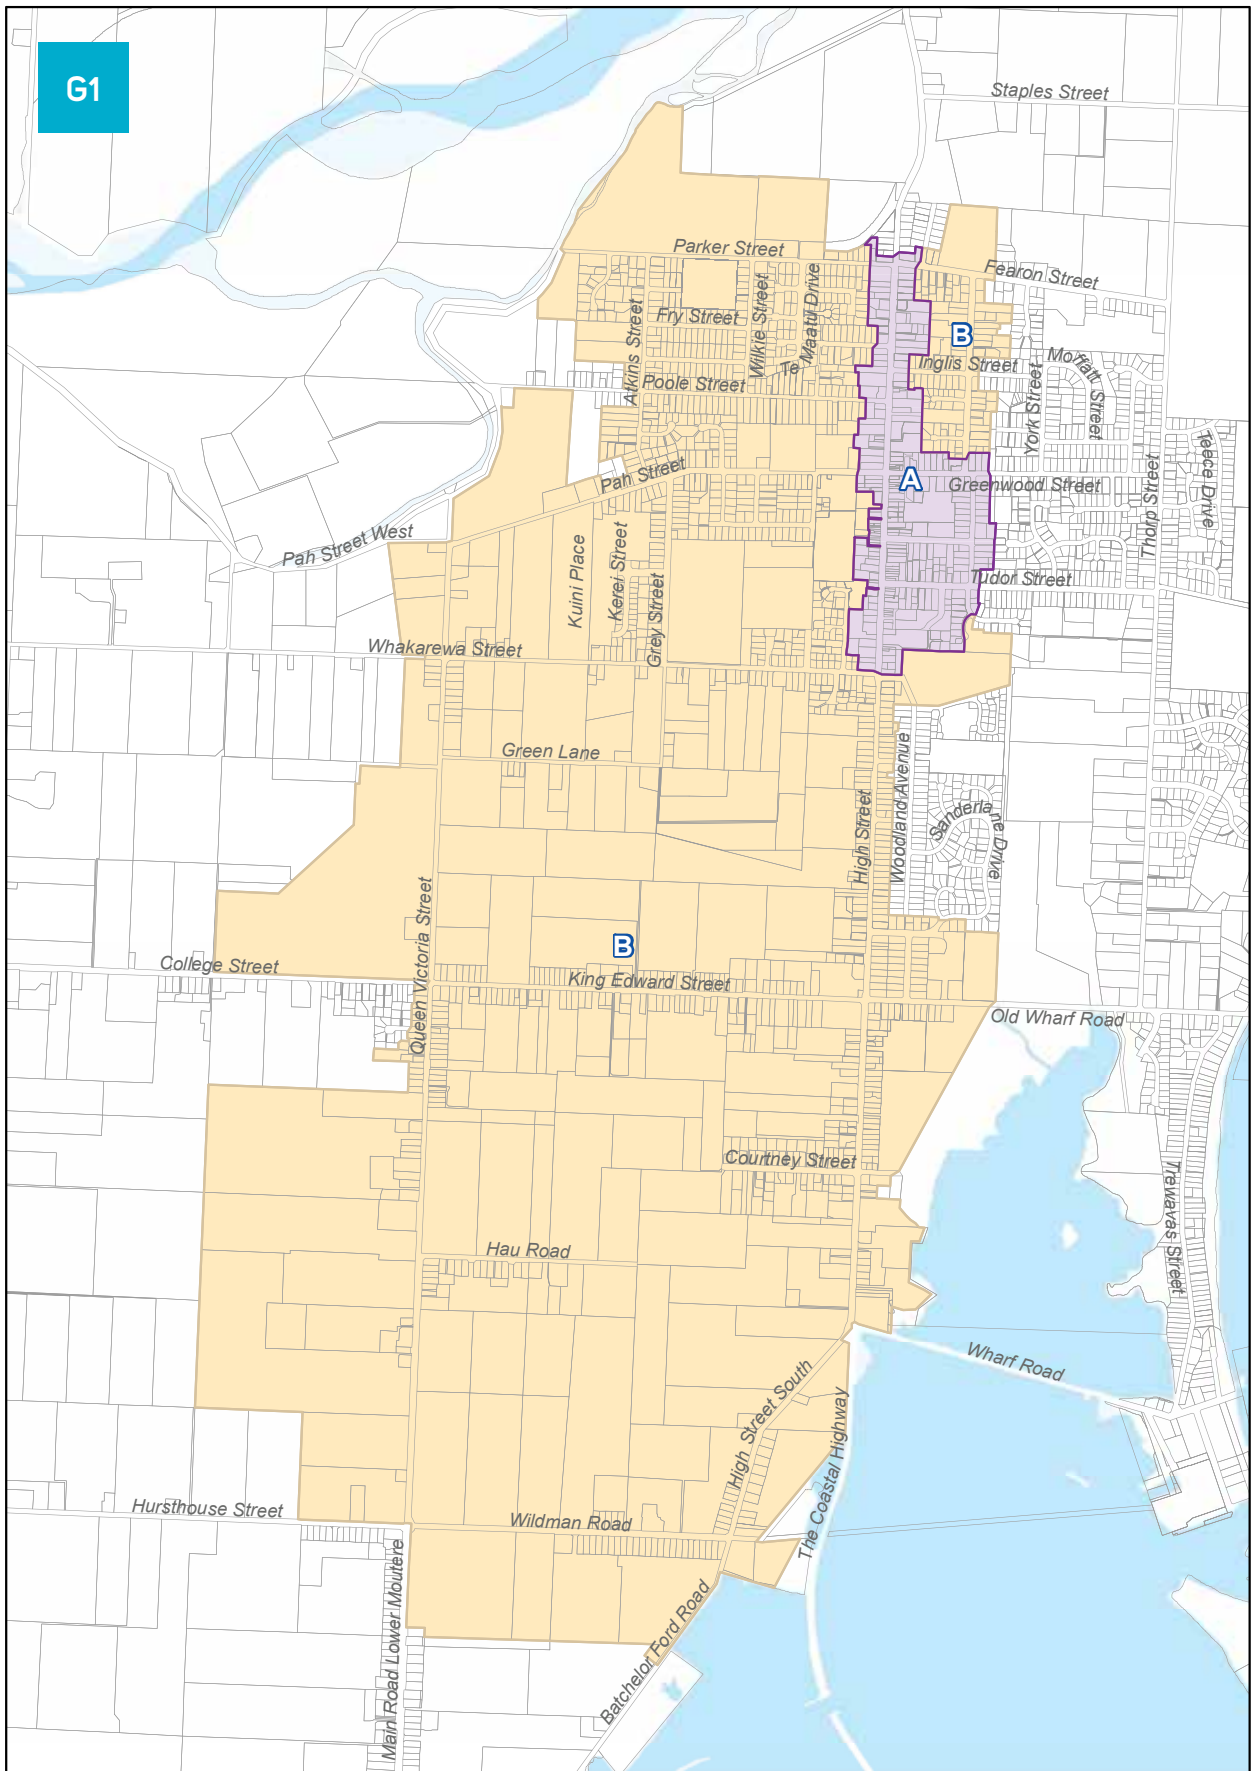 G1
Staples Street
Parker Street
Fearon Street
Atkins Street
Fry Street
Wilkie Street
Te Maatu Drive
B
Inglis Street
Moffatt Street
Poole Street
York Street
Teece Drive
Pah Street
A
Greenwood Street
Thorp Street
Pah Street West
Kuini Place
Kerei Street
Grey Street
Tudor Street
Whakarewa Street
Green Lane
High Street
Woodland Avenue
Sanderlane Drive
Queen Victoria Street
B
College Street
King Edward Street
Old Wharf Road
Courtney Street
Trewavas Street
Hau Road
Wharf Road
High Street South
The Coastal Highway
Hursthouse Street
Wildman Road
Main Road Lower Moutere
Batchelor Ford Road